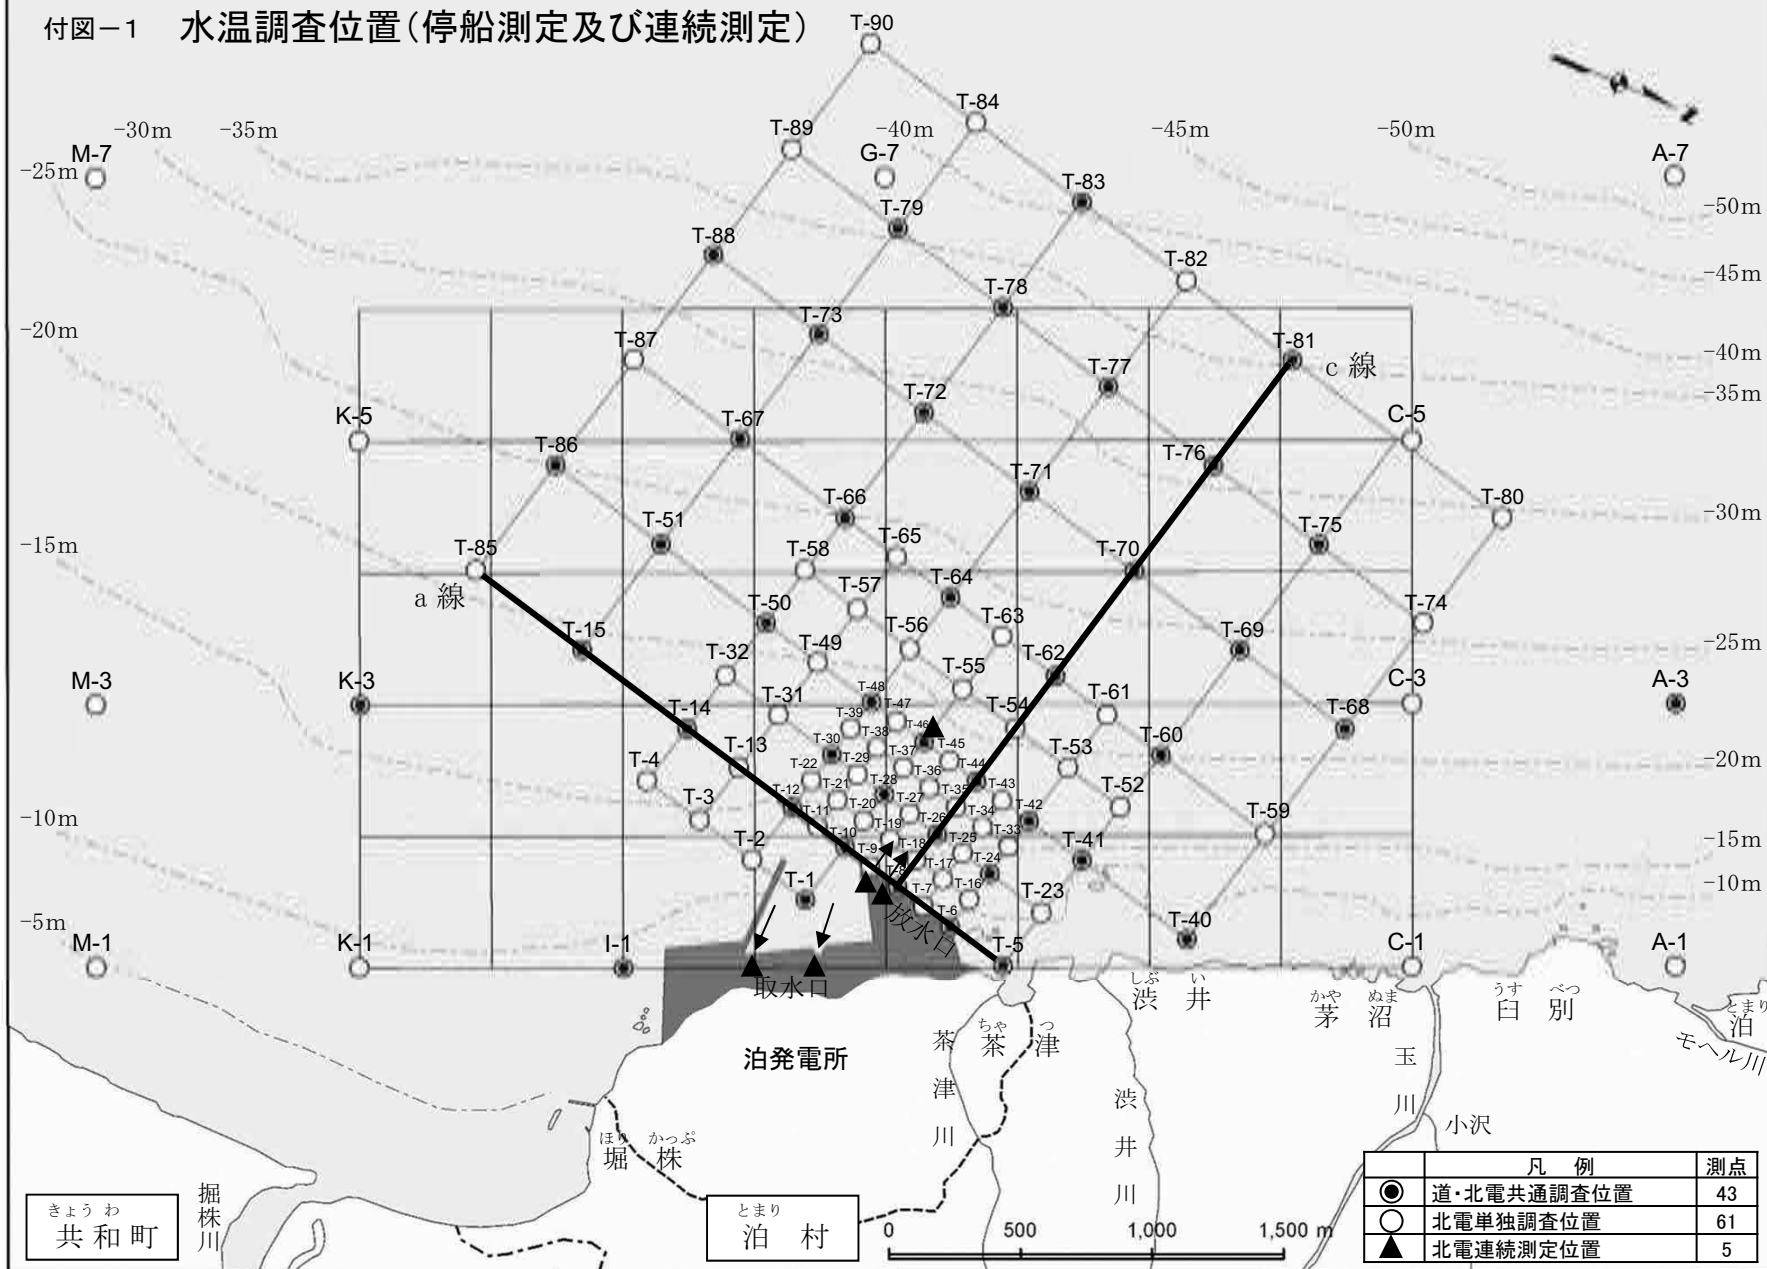 付図－1　水温調査位置（停船測定及び連続測定）
T-90
T-84
T-89
-30m
-35m
-40m
-45m
-50m
M-7
G-7
A-7
-25m
T-83
-50m
T-79
T-88
T-82
-45m
T-78
T-73
-20m
T-87
T-81
-40m
c 線
T-77
-35m
T-72
K-5
T-67
C-5
T-86
T-76
T-71
T-66
T-80
-30m
T-51
T-65
T-75
-15m
T-85
T-58
T-70
a 線
T-57
T-64
T-50
T-63
T-74
T-15
T-56
T-69
-25m
T-49
T-32
T-55
T-62
M-3
K-3
T-48
C-3
A-3
T-31
T-47
T-61
T-14
T-39
T-46
T-54
T-68
T-38
T-30
T-13
T-37
T-45
T-53
T-60
-20m
T-4
T-22
T-29
T-36
T-44
T-12
T-21
T-28
T-35
T-43
T-52
T-3
T-11
T-20
T-27
T-34
T-42
T-59
-10m
T-10
T-19
T-26
T-33
-15m
T-2
T-9
T-18
T-25
T-41
T-8
T-17
T-24
T-1
T-7
T-16
T-23
-10m
放水口
T-6
T-40
-5m
M-1
K-1
I-1
T-5
C-1
A-1
取水口
しぶ い
渋 井
かや ぬま
茅 沼
うす べつ
臼 別
とまり
泊
モヘル川
泊発電所
茶津川
ちゃ つ
茶 津
渋井川
玉川
小沢
ほり かっぷ
堀 株
掘株川
きょう わ
共 和 町
とまり
泊 村
0 500 1,000 1,500 m
凡 例 測点
道・北電共通調査位置 43
北電単独調査位置 61
北電連続測定位置 5